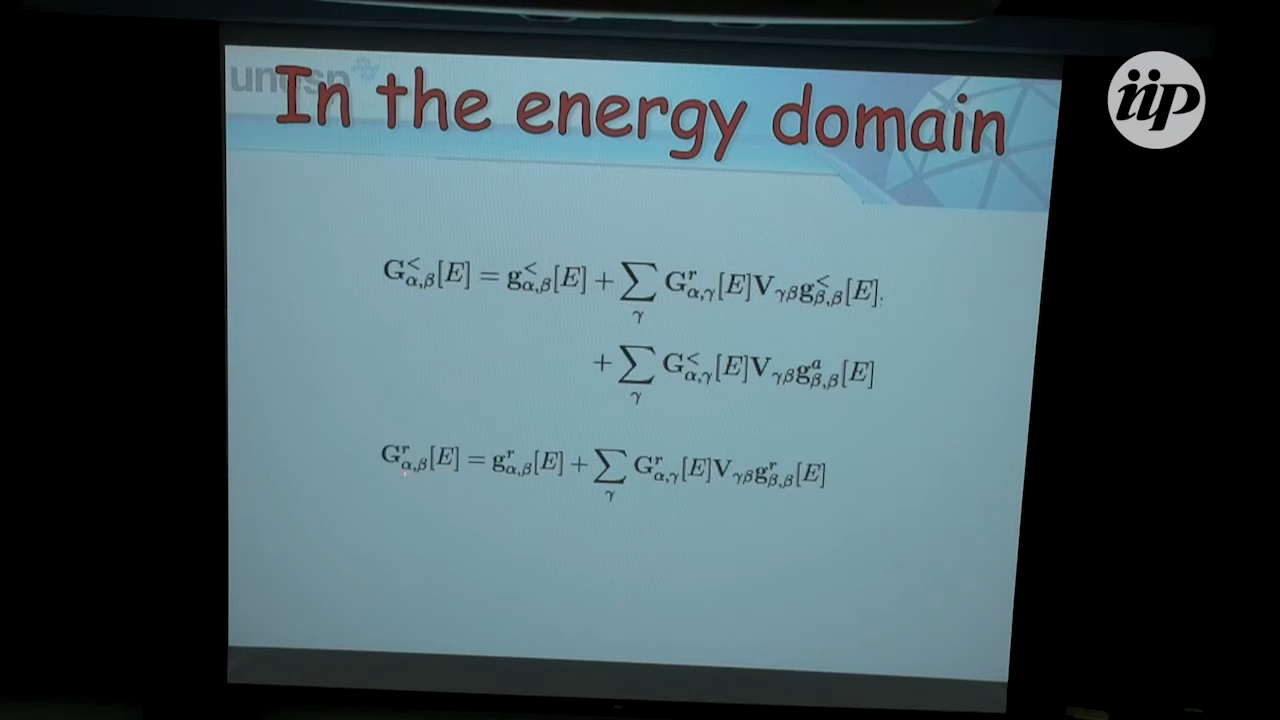 unesp
iip
In the energy domain
G^<_{α,β}[E] = g^<_{α,β}[E] + ∑_γ G^r_{α,γ}[E]V_{γβ}g^<_{β,β}[E].
+ ∑_γ G^<_{α,γ}[E]V_{γβ}g^a_{β,β}[E]
G^r_{α,β}[E] = g^r_{α,β}[E] + ∑_γ G^r_{α,γ}[E]V_{γβ}g^r_{β,β}[E]